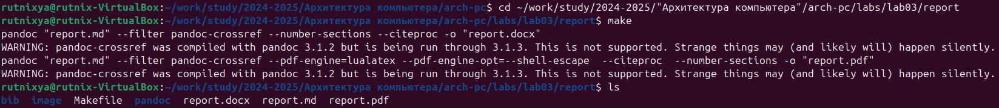 rutnixya@rutnix-VirtualBox:~/work/study/2024-2025/Архитектура компьютера/arch-pc$ cd ~/work/study/2024-2025/"Архитектура компьютера"/arch-pc/labs/lab03/report
rutnixya@rutnix-VirtualBox:~/work/study/2024-2025/Архитектура компьютера/arch-pc/labs/lab03/report$ make
pandoc "report.md" --filter pandoc-crossref --number-sections --citeproc -o "report.docx"
WARNING: pandoc-crossref was compiled with pandoc 3.1.2 but is being run through 3.1.3. This is not supported. Strange things may (and likely will) happen silently.
pandoc "report.md" --filter pandoc-crossref --pdf-engine=lualatex --pdf-engine-opt=--shell-escape  --citeproc  --number-sections -o "report.pdf"
WARNING: pandoc-crossref was compiled with pandoc 3.1.2 but is being run through 3.1.3. This is not supported. Strange things may (and likely will) happen silently.
rutnixya@rutnix-VirtualBox:~/work/study/2024-2025/Архитектура компьютера/arch-pc/labs/lab03/report$ ls
bib  image  Makefile  pandoc  report.docx  report.md  report.pdf